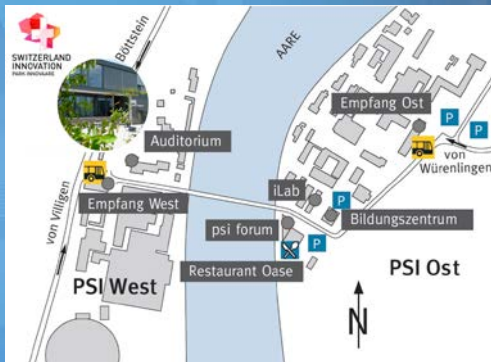 SWITZERLAND
INNOVATION
PARK INNOVAARE
Böttstein
AARE
Empfang Ost
P
P
Auditorium
von
Würenlingen
iLab
P
Empfang West
Bildungszentrum
von Villigen
psi forum
P
Restaurant Oase
PSI West
PSI Ost
N